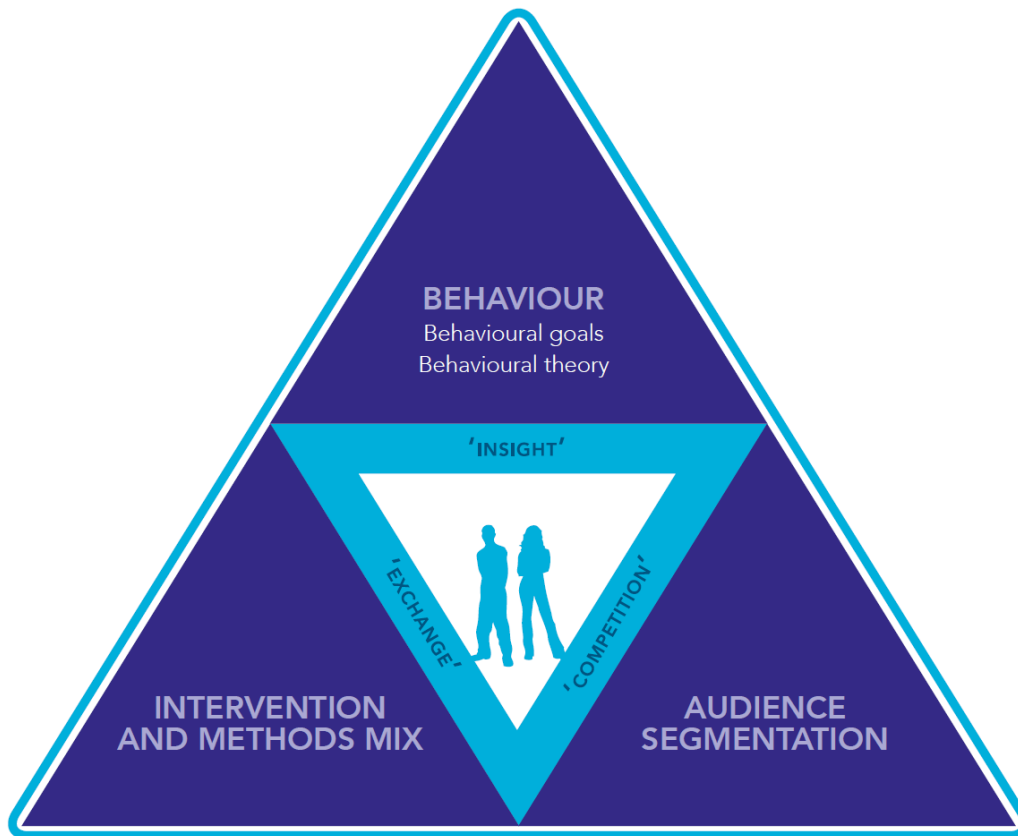 BEHAVIOUR
Behavioural goals
Behavioural theory
'INSIGHT'
'EXCHANGE'
'COMPETITION'
INTERVENTION
AND METHODS MIX
AUDIENCE
SEGMENTATION